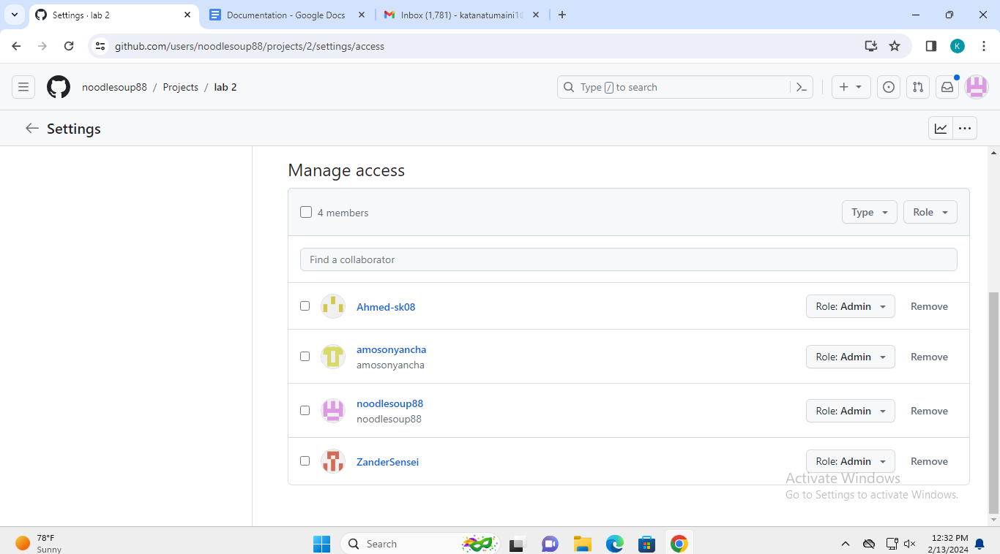 Settings · lab 2
Documentation - Google Docs
Inbox (1,781) - katanatumaini1
github.com/users/noodlesoup88/projects/2/settings/access
K
noodlesoup88 / Projects / lab 2
Type / to search
Settings
Manage access
4 members
Type
Role
Find a collaborator
Ahmed-sk08
Role: Admin
Remove
amosonyancha
amosonyancha
Role: Admin
Remove
noodlesoup88
noodlesoup88
Role: Admin
Remove
ZanderSensei
Role: Admin
Remove
Activate Windows
Go to Settings to activate Windows.
78°F
Sunny
Search
12:32 PM
2/13/2024